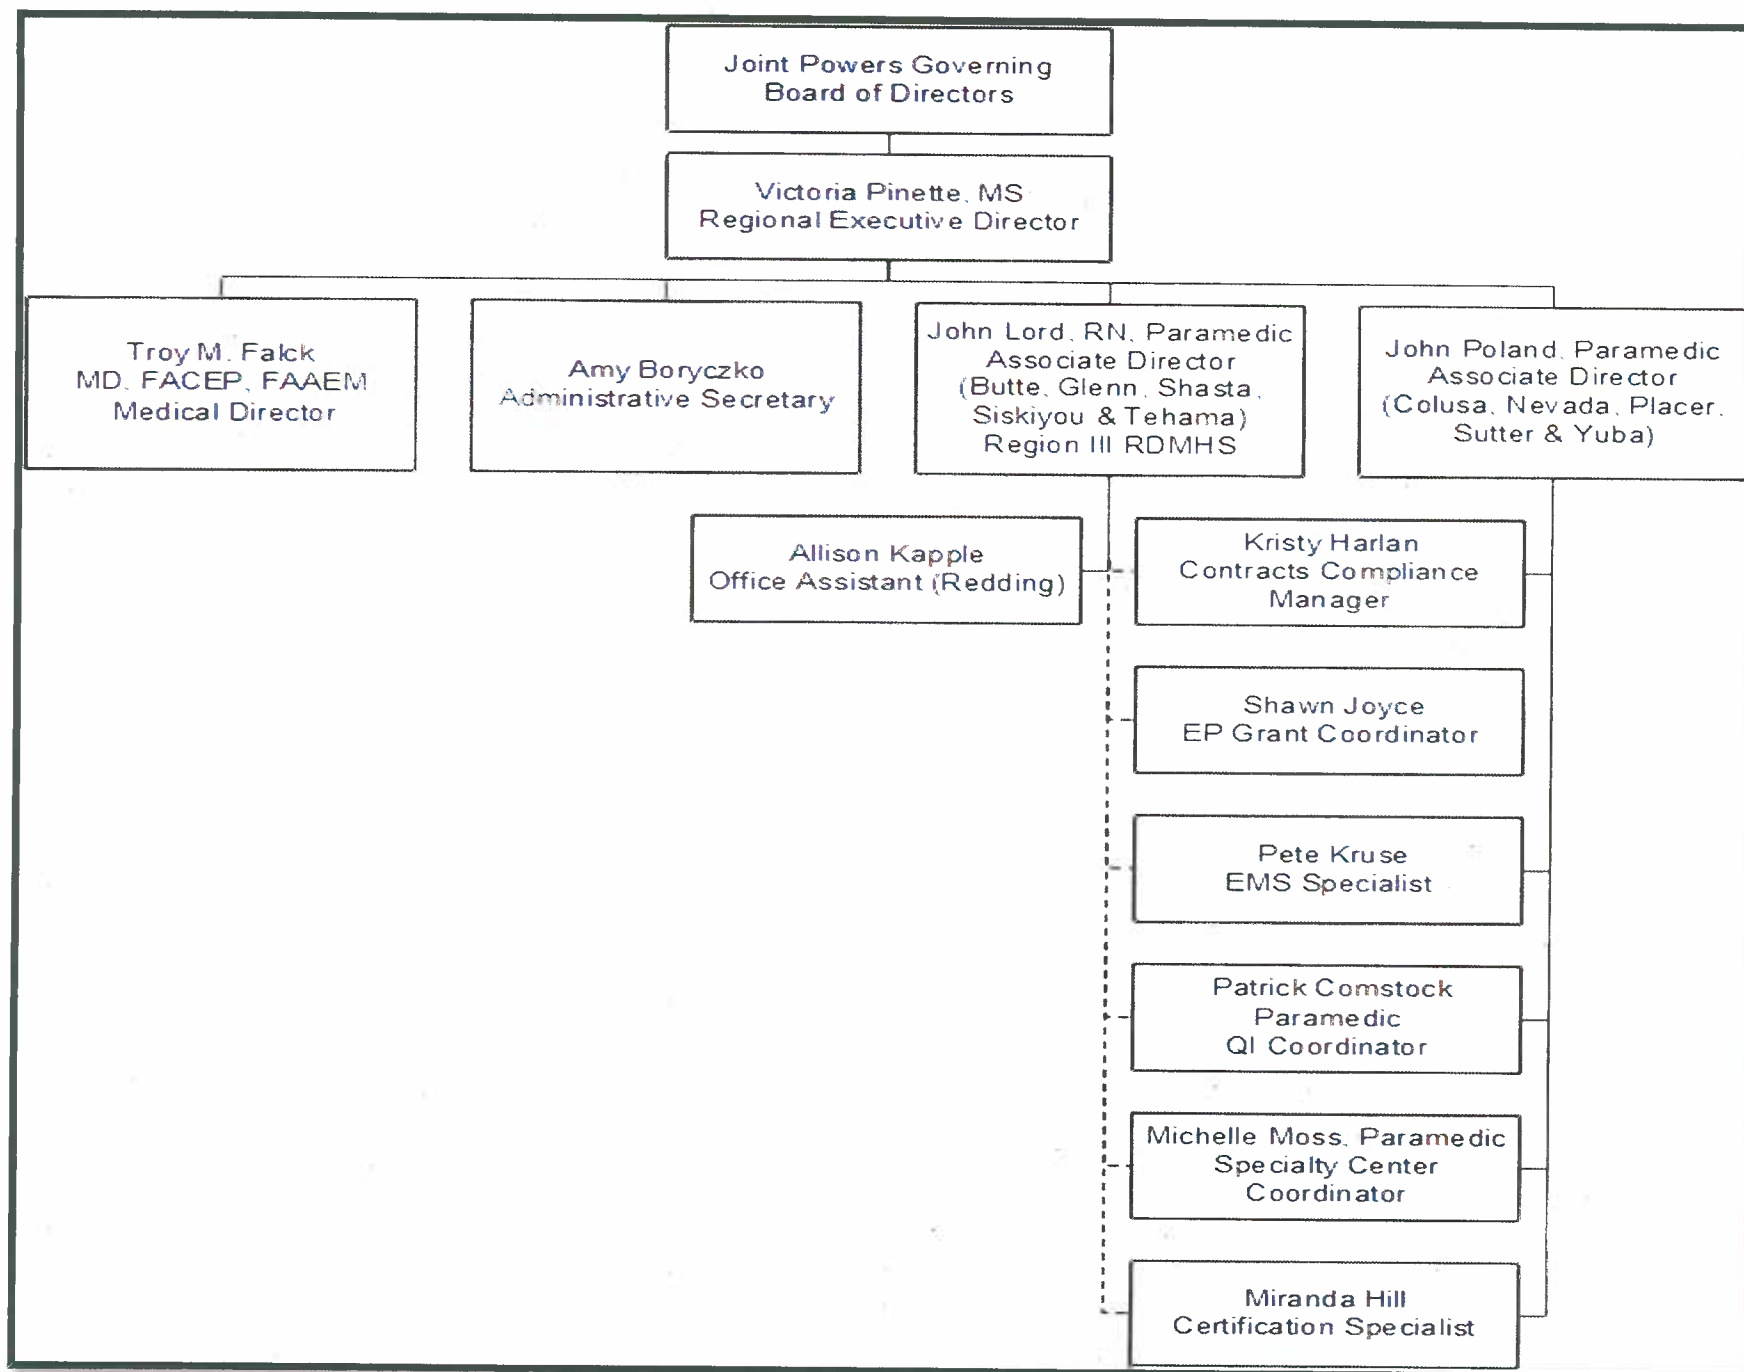 Joint Powers Governing
Board of Directors
Victoria Pinette, MS
Regional Executive Director
Troy M. Falck
MD, FACEP, FAAEM
Medical Director
Amy Boryczko
Administrative Secretary
John Lord, RN, Paramedic
Associate Director
(Butte, Glenn, Shasta,
Siskiyou & Tehama)
Region III RDMHS
John Poland, Paramedic
Associate Director
(Colusa, Nevada, Placer,
Sutter & Yuba)
Allison Kapple
Office Assistant (Redding)
Kristy Harlan
Contracts Compliance
Manager
Shawn Joyce
EP Grant Coordinator
Pete Kruse
EMS Specialist
Patrick Comstock
Paramedic
QI Coordinator
Michelle Moss, Paramedic
Specialty Center
Coordinator
Miranda Hill
Certification Specialist